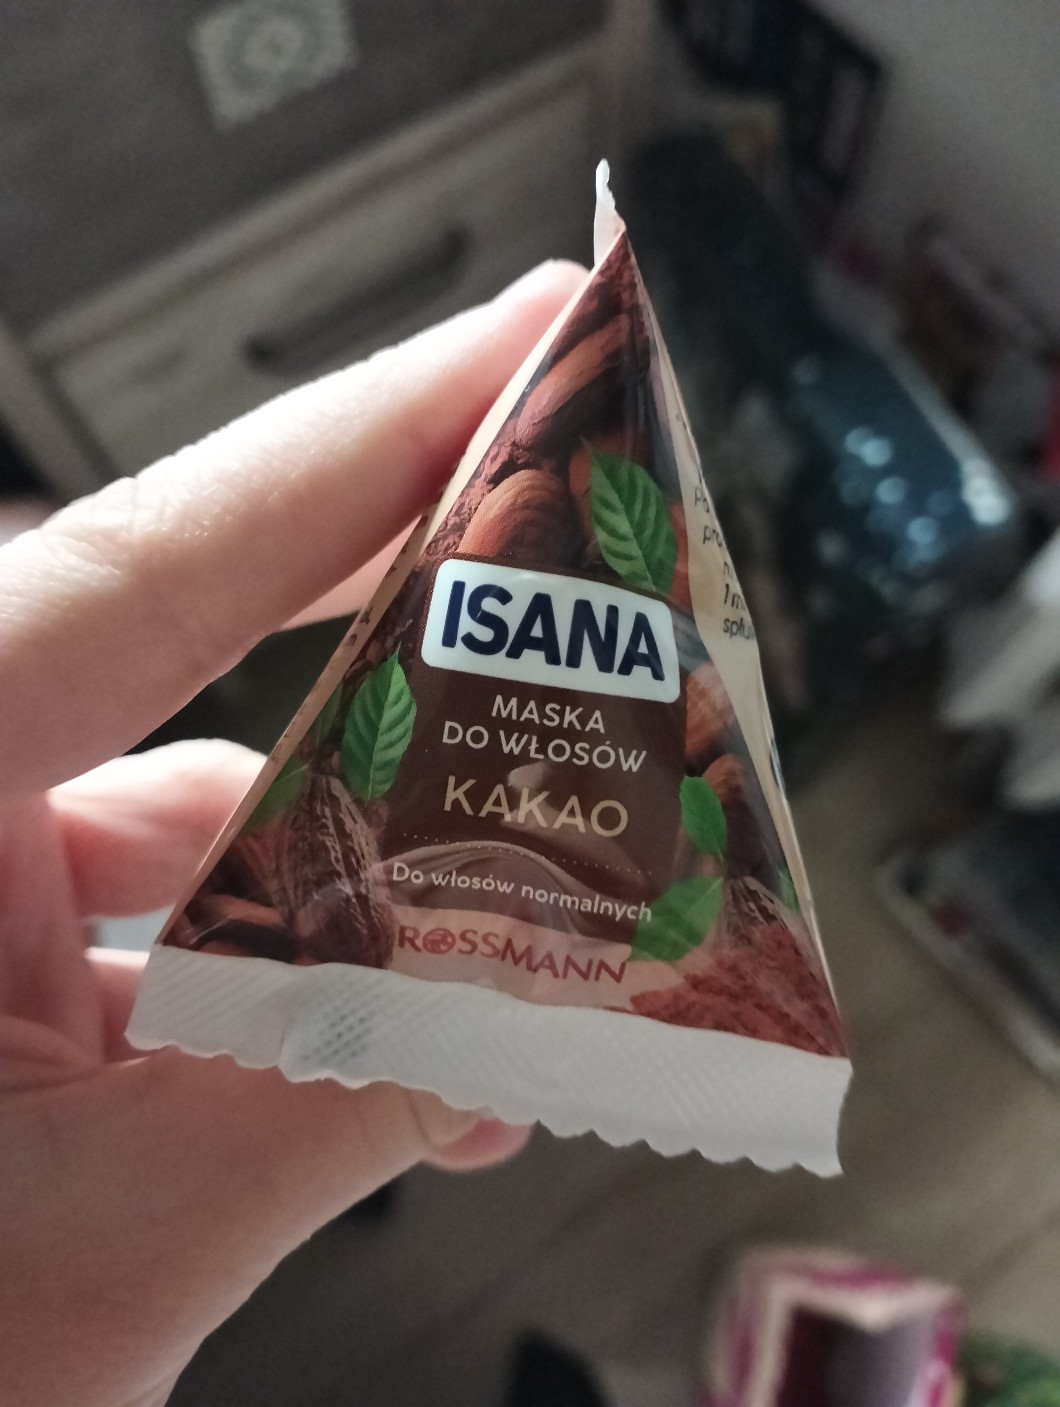 ISANA
MASKA
DO WŁOSÓW
KAKAO
Do włosów normalnych
ROSSMANN